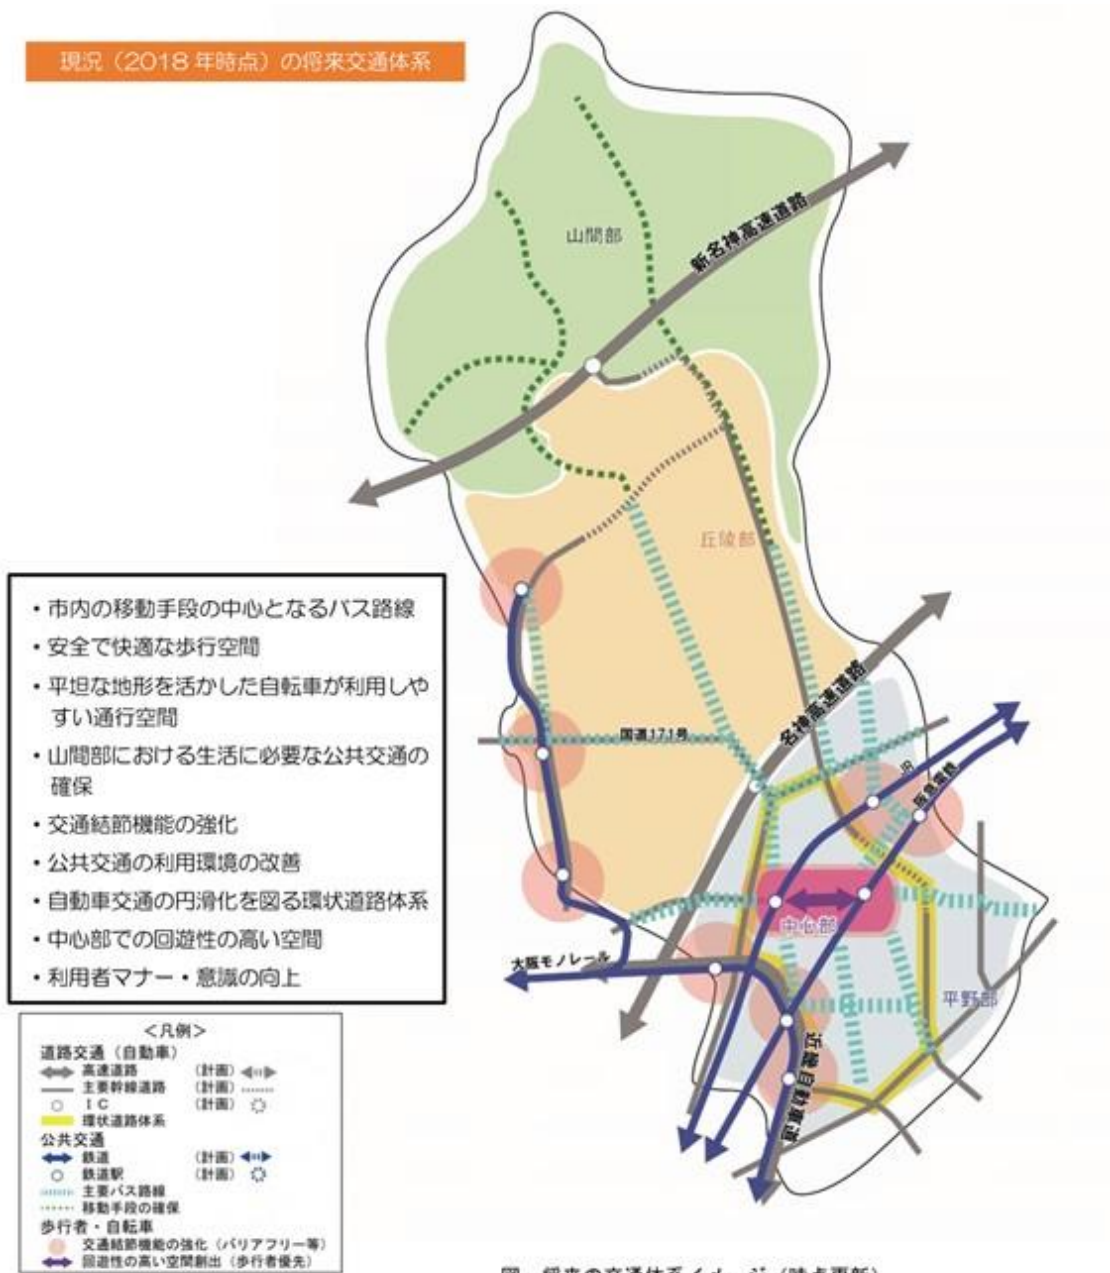 現況（2018年時点）の将来交通体系
山間部
新名神高速道路
丘陵部
・市内の移動手段の中心となるバス路線
・安全で快適な歩行空間
・平坦な地形を活かした自転車が利用しや
すい通行空間
・山間部における生活に必要な公共交通の
確保
・交通結節機能の強化
・公共交通の利用環境の改善
・自動車交通の円滑化を図る環状道路体系
・中心部での回遊性の高い空間
・利用者マナー・意識の向上
名神高速道路
国道171号
JR
阪急電鉄
中心部
大阪モノレール
平野部
近畿自動車道
＜凡例＞
道路交通（自動車）
高速道路 （計画）
主要幹線道路 （計画）
ＩＣ （計画）
環状道路体系
公共交通
鉄道 （計画）
鉄道駅 （計画）
主要バス路線
移動手段の確保
歩行者・自転車
交通結節機能の強化（バリアフリー等）
回遊性の高い空間創出（歩行者優先）